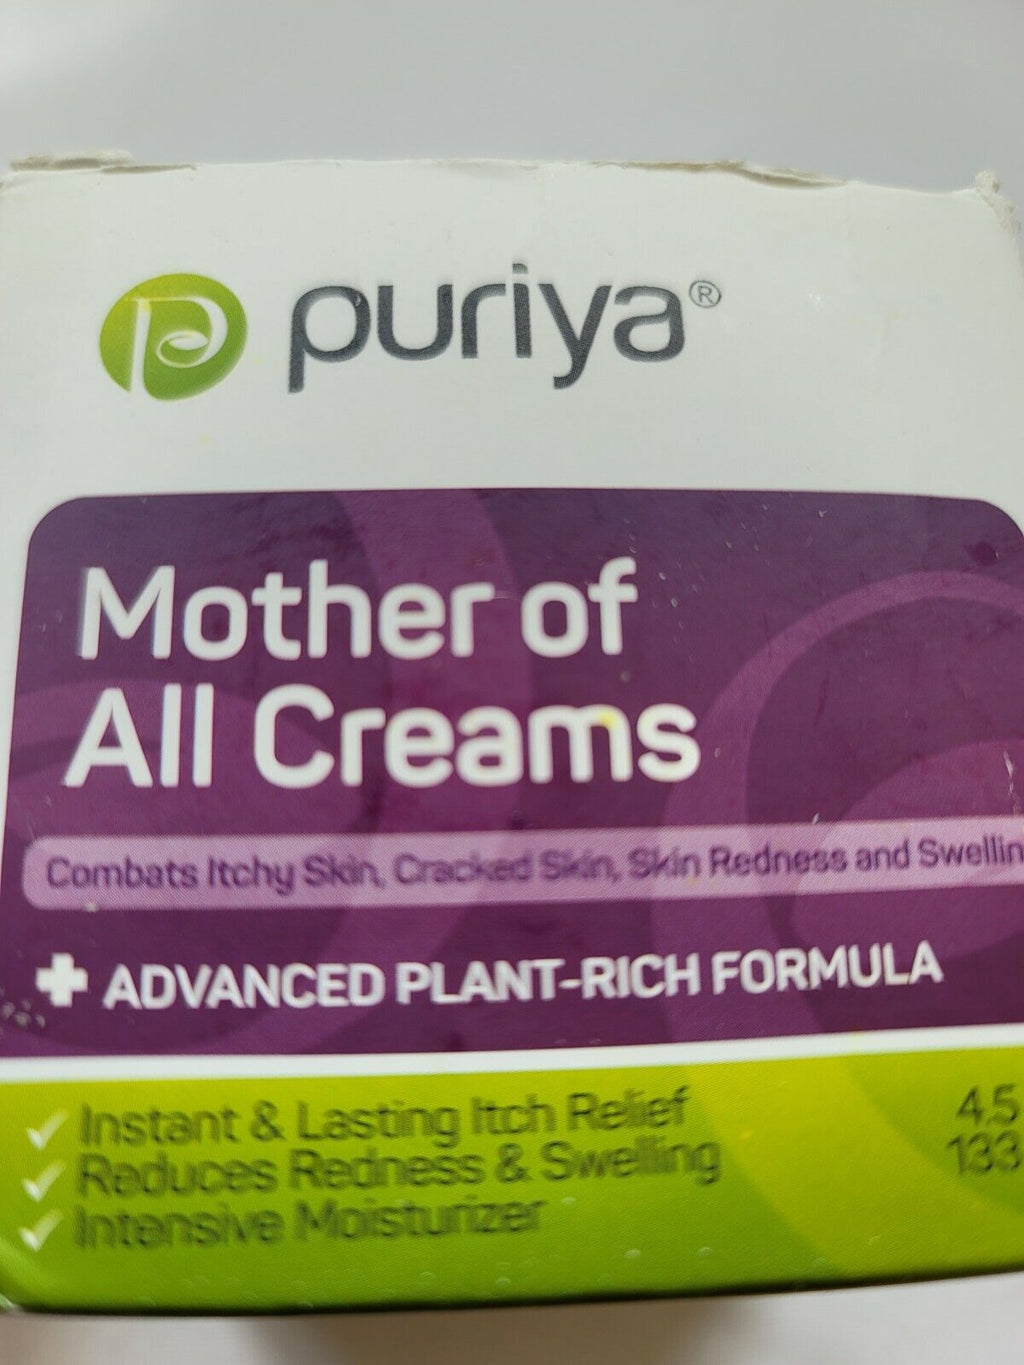 puriya®
Mother of
All Creams
Combats Itchy Skin, Cracked Skin, Skin Redness and Swellin
+ ADVANCED PLANT-RICH FORMULA
✓ Instant & Lasting Itch Relief 4.5
✓ Reduces Redness & Swelling 133
✓ Intensive Moisturizer